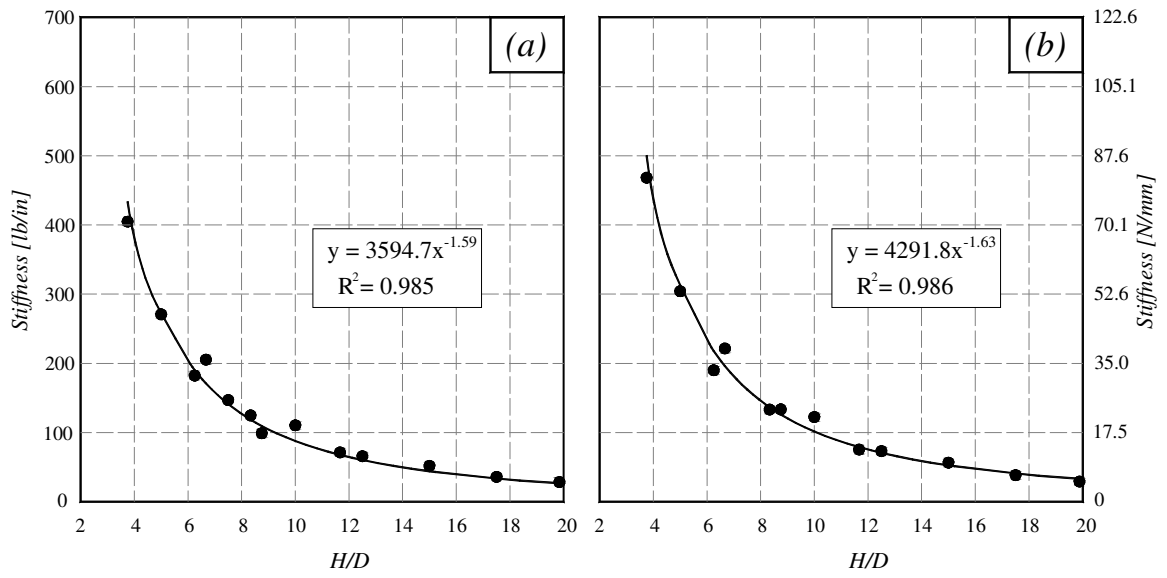 700
600
500
400
300
200
100
0
Stiffness [lb/in]
(a)
y = 3594.7x^-1.59
R²= 0.985
2 4 6 8 10 12 14 16 18 20
H/D
(b)
y = 4291.8x^-1.63
R²= 0.986
2 4 6 8 10 12 14 16 18 20
H/D
122.6
105.1
87.6
70.1
52.6
35.0
17.5
0
Stiffness [N/mm]